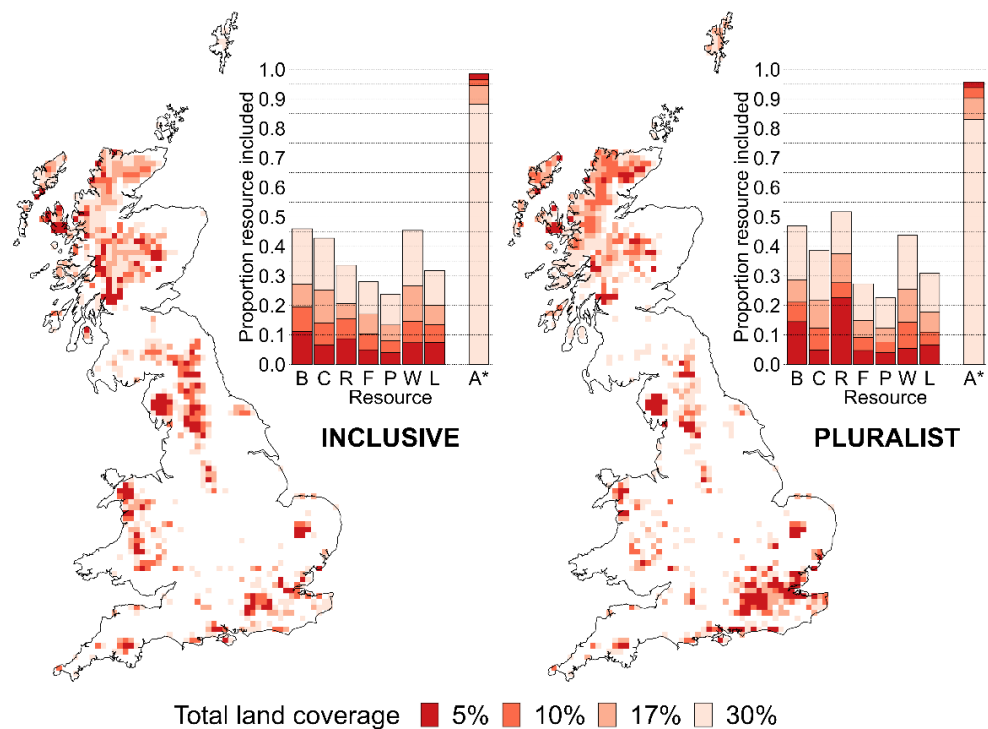 Proportion resource included
1.0
0.9
0.8
0.7
0.6
0.5
0.4
0.3
0.2
0.1
0.0
B C R F P W L A*
Resource
INCLUSIVE
Proportion resource included
1.0
0.9
0.8
0.7
0.6
0.5
0.4
0.3
0.2
0.1
0.0
B C R F P W L A*
Resource
PLURALIST
Total land coverage 5% 10% 17% 30%